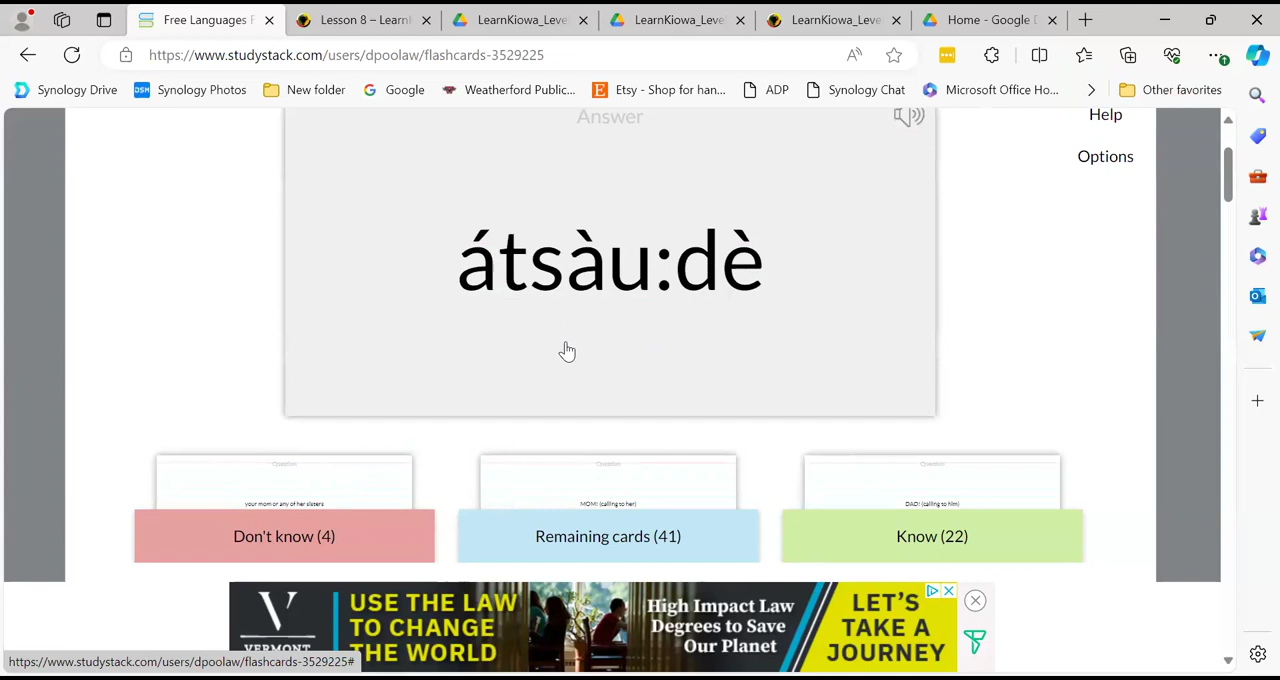 Free Languages F
Lesson 8 – Learn
LearnKiowa_Leve
LearnKiowa_Leve
LearnKiowa_Leve
Home - Google D
https://www.studystack.com/users/dpoolaw/flashcards-3529225
Synology Drive
DSM Synology Photos
New folder
Google
Weatherford Public...
E Etsy - Shop for han...
ADP
Synology Chat
Microsoft Office Ho...
Other favorites
Answer
Help
Options
átsàu:dè
Question
your mom or any of her sisters
Don't know (4)
Question
MOM! (calling to her)
Remaining cards (41)
Question
DAD! (calling to him)
Know (22)
V
VERMONT
USE THE LAW
TO CHANGE
THE WORLD
High Impact Law
Degrees to Save
Our Planet
LET'S
TAKE A
JOURNEY
https://www.studystack.com/users/dpoolaw/flashcards-3529225#